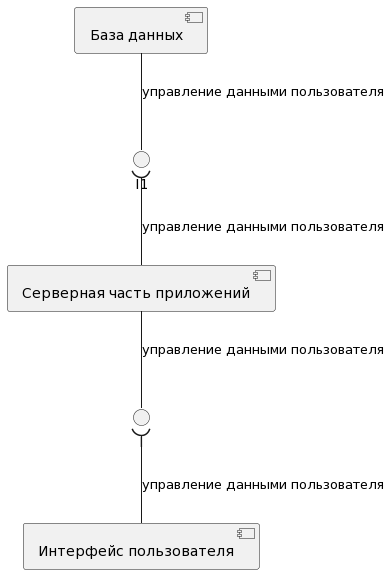 База данных
управление данными пользователя
I1
управление данными пользователя
Серверная часть приложений
управление данными пользователя
I
управление данными пользователя
Интерфейс пользователя